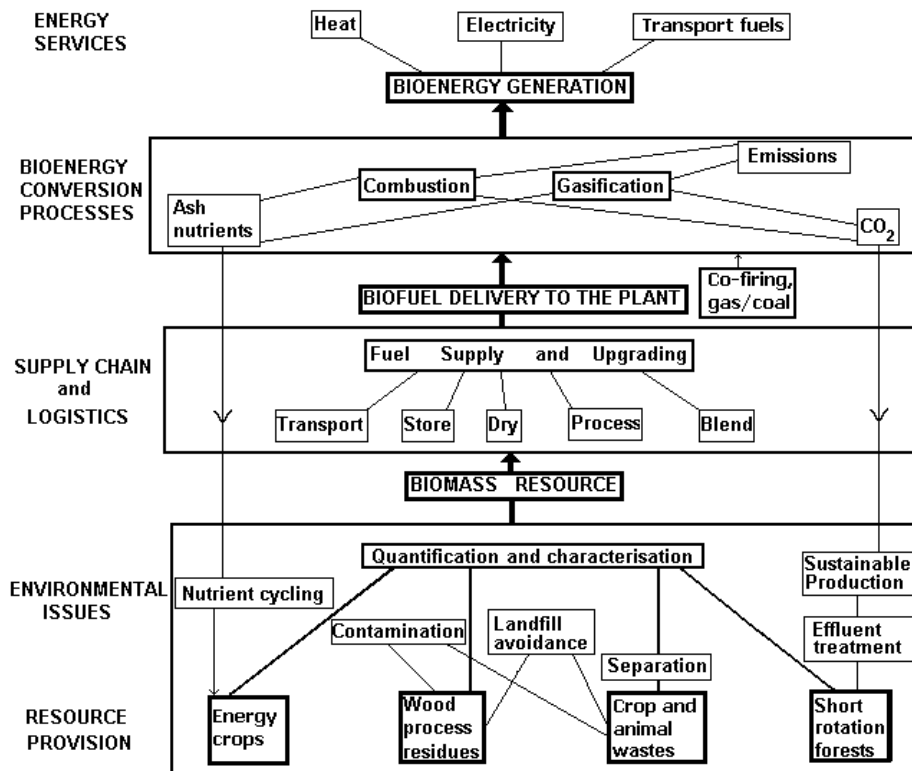 ENERGY
SERVICES
Heat
Electricity
Transport fuels
BIOENERGY GENERATION
BIOENERGY
CONVERSION
PROCESSES
Emissions
Combustion
Gasification
Ash
nutrients
CO2
Co-firing,
gas/coal
BIOFUEL DELIVERY TO THE PLANT
SUPPLY CHAIN
and
LOGISTICS
Fuel Supply and Upgrading
Transport
Store
Dry
Process
Blend
BIOMASS RESOURCE
Quantification and characterisation
ENVIRONMENTAL
ISSUES
Nutrient cycling
Sustainable
Production
Contamination
Landfill
avoidance
Effluent
treatment
Separation
RESOURCE
PROVISION
Energy
crops
Wood
process
residues
Crop and
animal
wastes
Short
rotation
forests